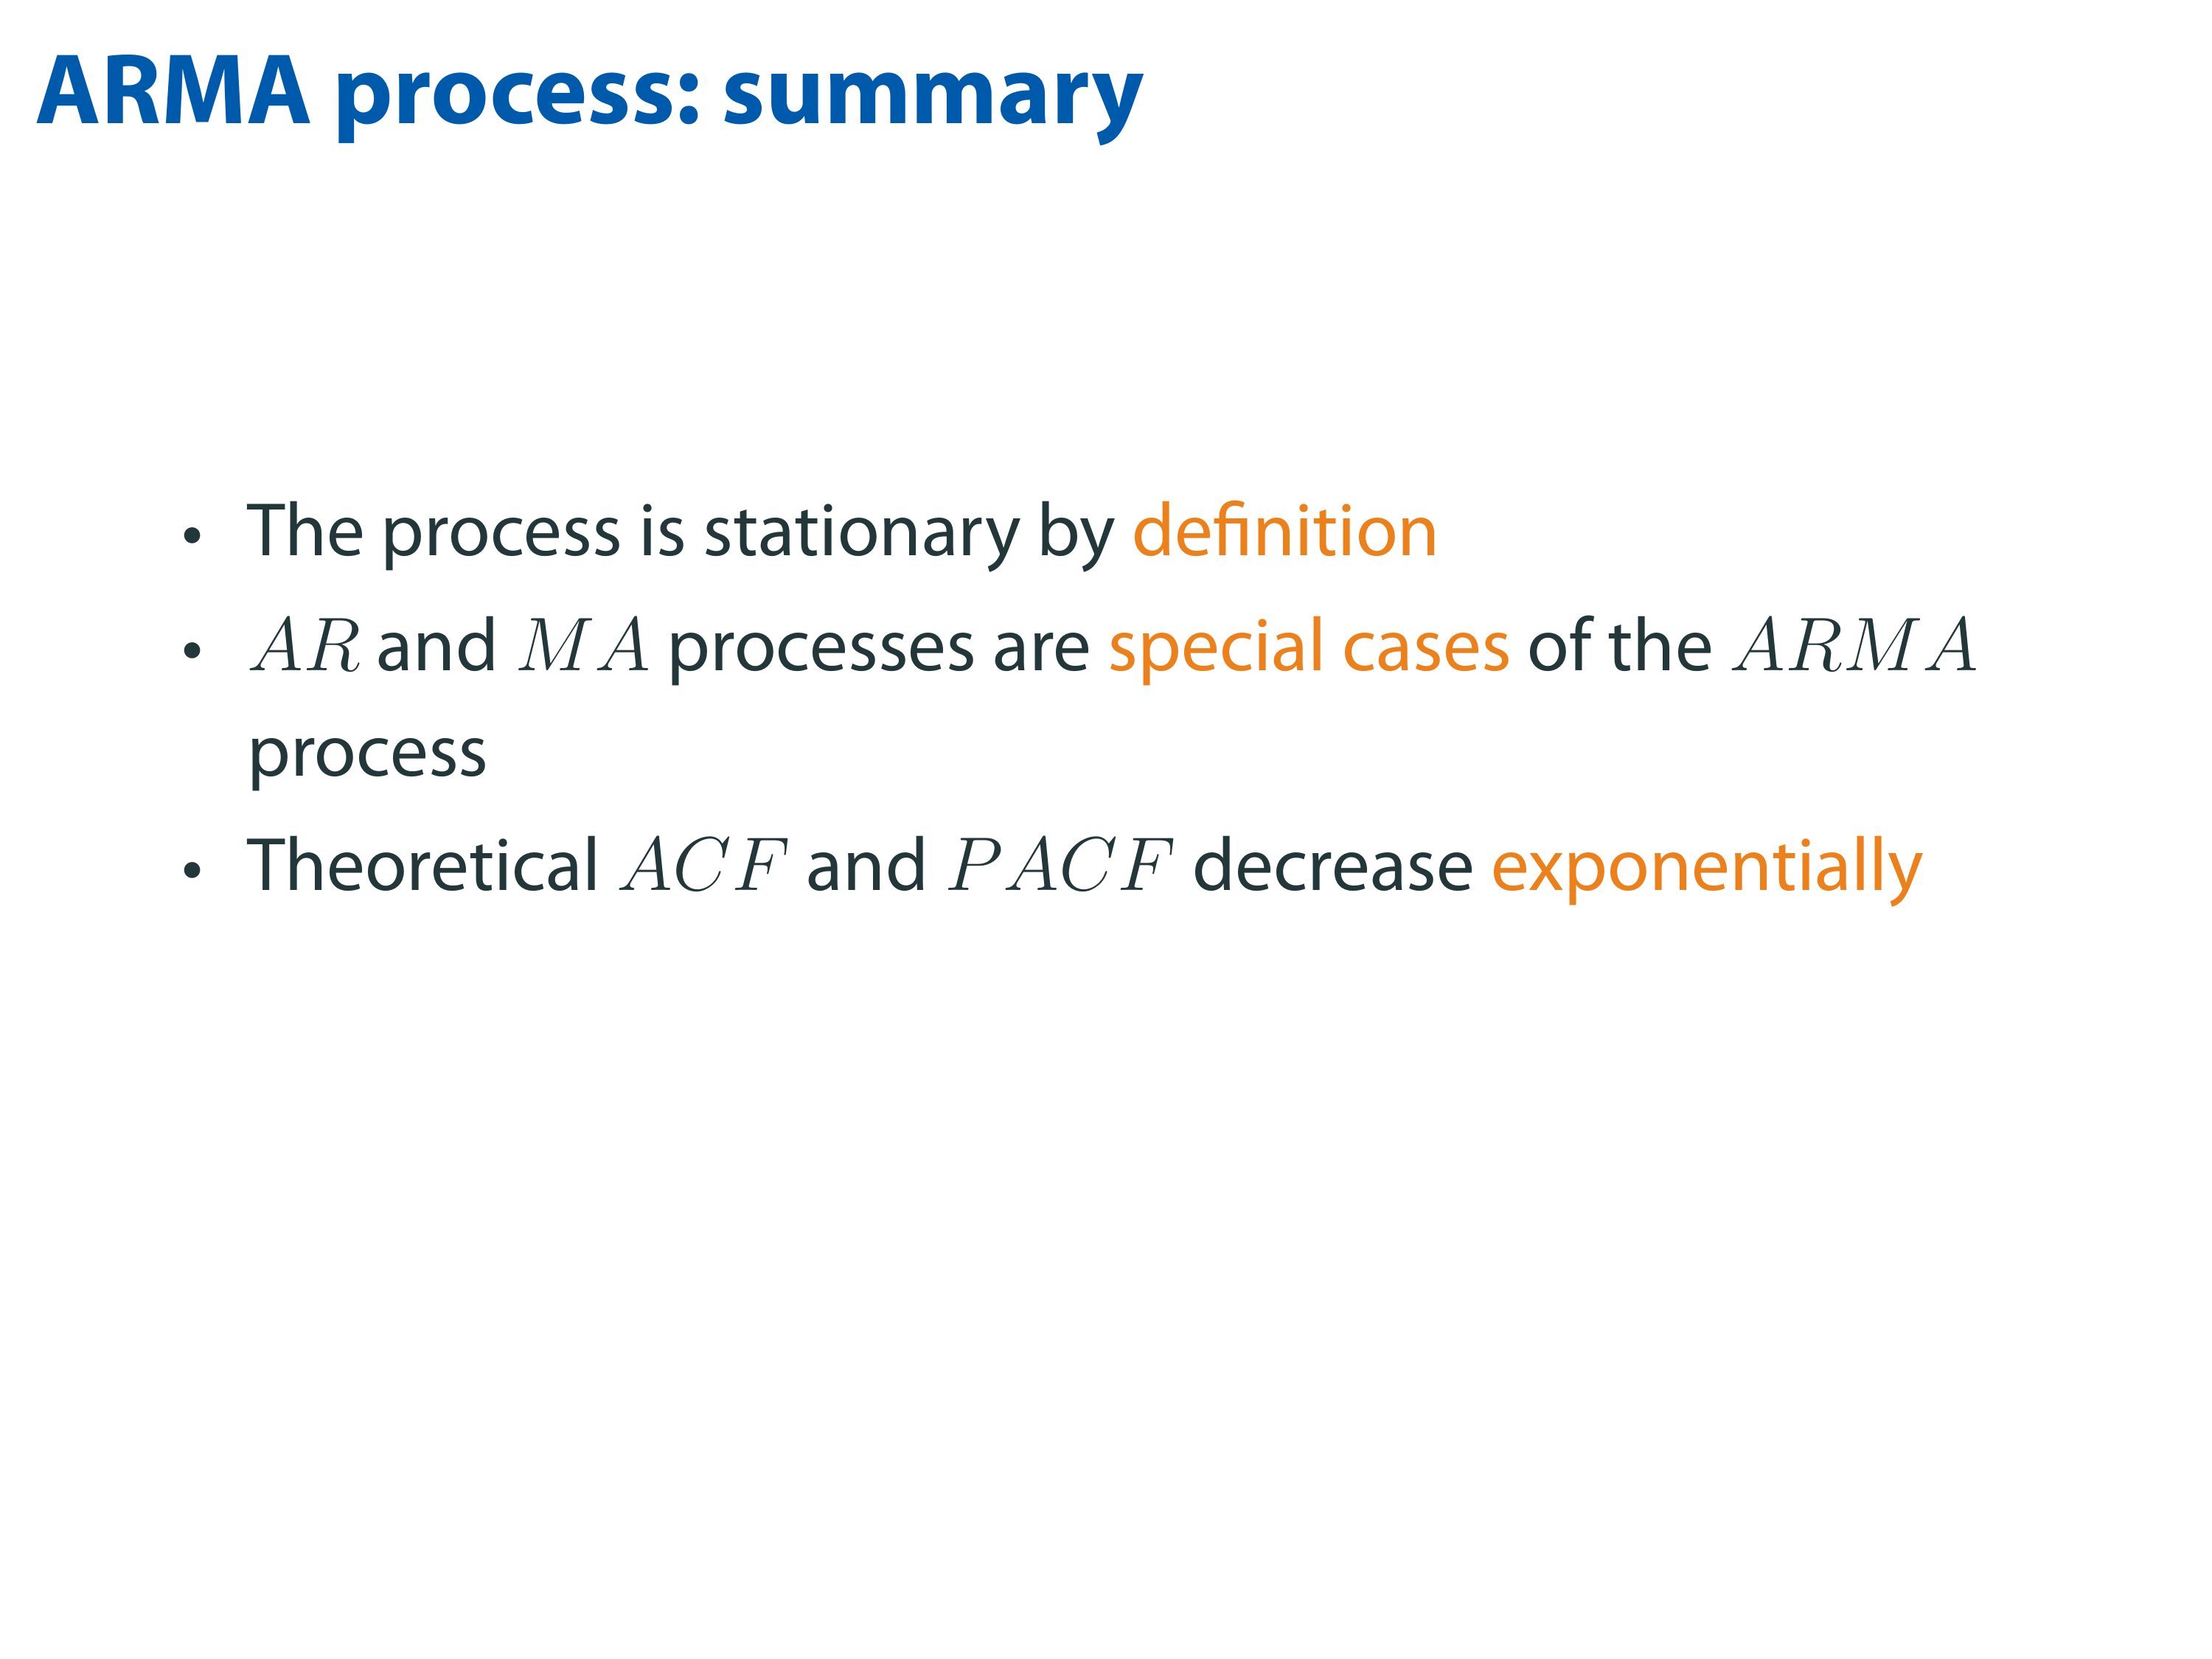 ARMA process: summary
• The process is stationary by definition
• AR and MA processes are special cases of the ARMA
process
• Theoretical ACF and PACF decrease exponentially